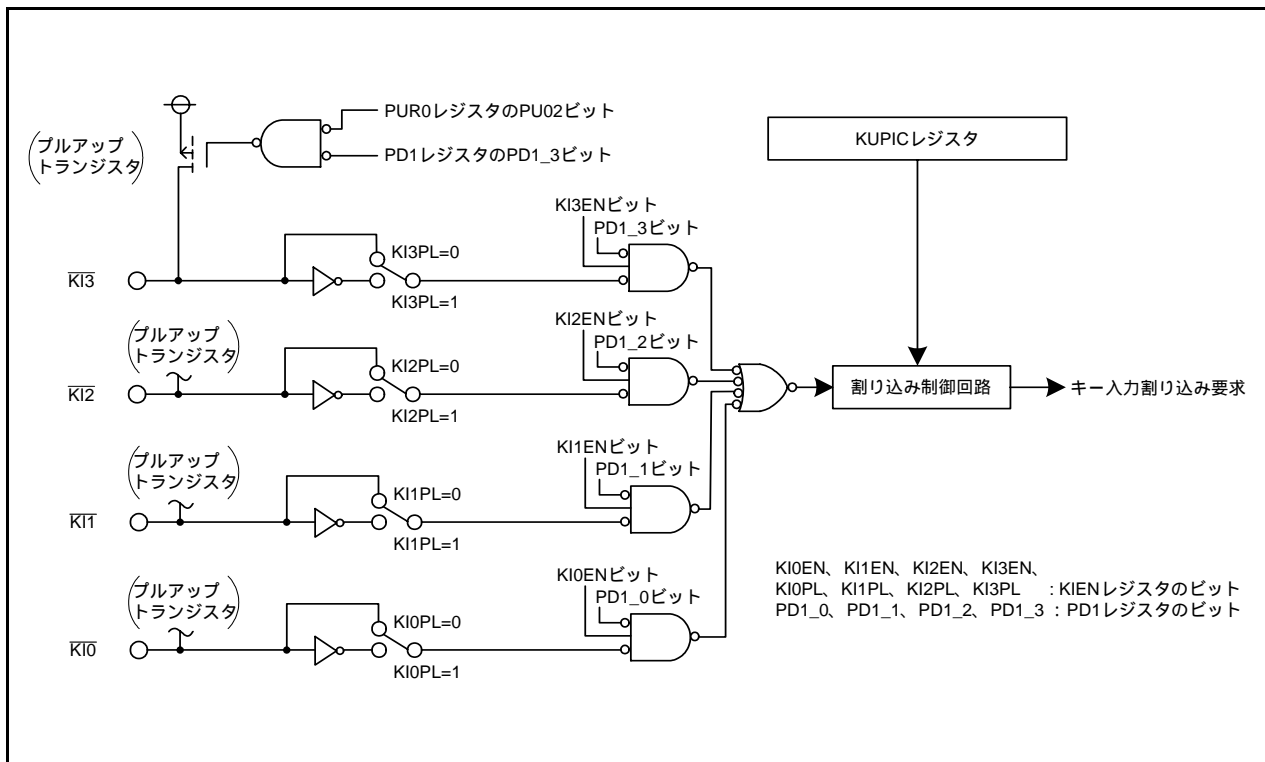 PUR0レジスタのPU02ビット
(プルアップ
トランジスタ)
PD1レジスタのPD1_3ビット
KUPICレジスタ
KI3ENビット
PD1_3ビット
KI3PL=0
KI3
KI3PL=1
(プルアップ
トランジスタ)
KI2ENビット
PD1_2ビット
KI2PL=0
KI2
KI2PL=1
割り込み制御回路
キー入力割り込み要求
(プルアップ
トランジスタ)
KI1ENビット
PD1_1ビット
KI1PL=0
KI1
KI1PL=1
(プルアップ
トランジスタ)
KI0ENビット
PD1_0ビット
KI0PL=0
KI0
KI0PL=1
KI0EN、KI1EN、KI2EN、KI3EN、
KI0PL、KI1PL、KI2PL、KI3PL : KIENレジスタのビット
PD1_0、PD1_1、PD1_2、PD1_3 : PD1レジスタのビット